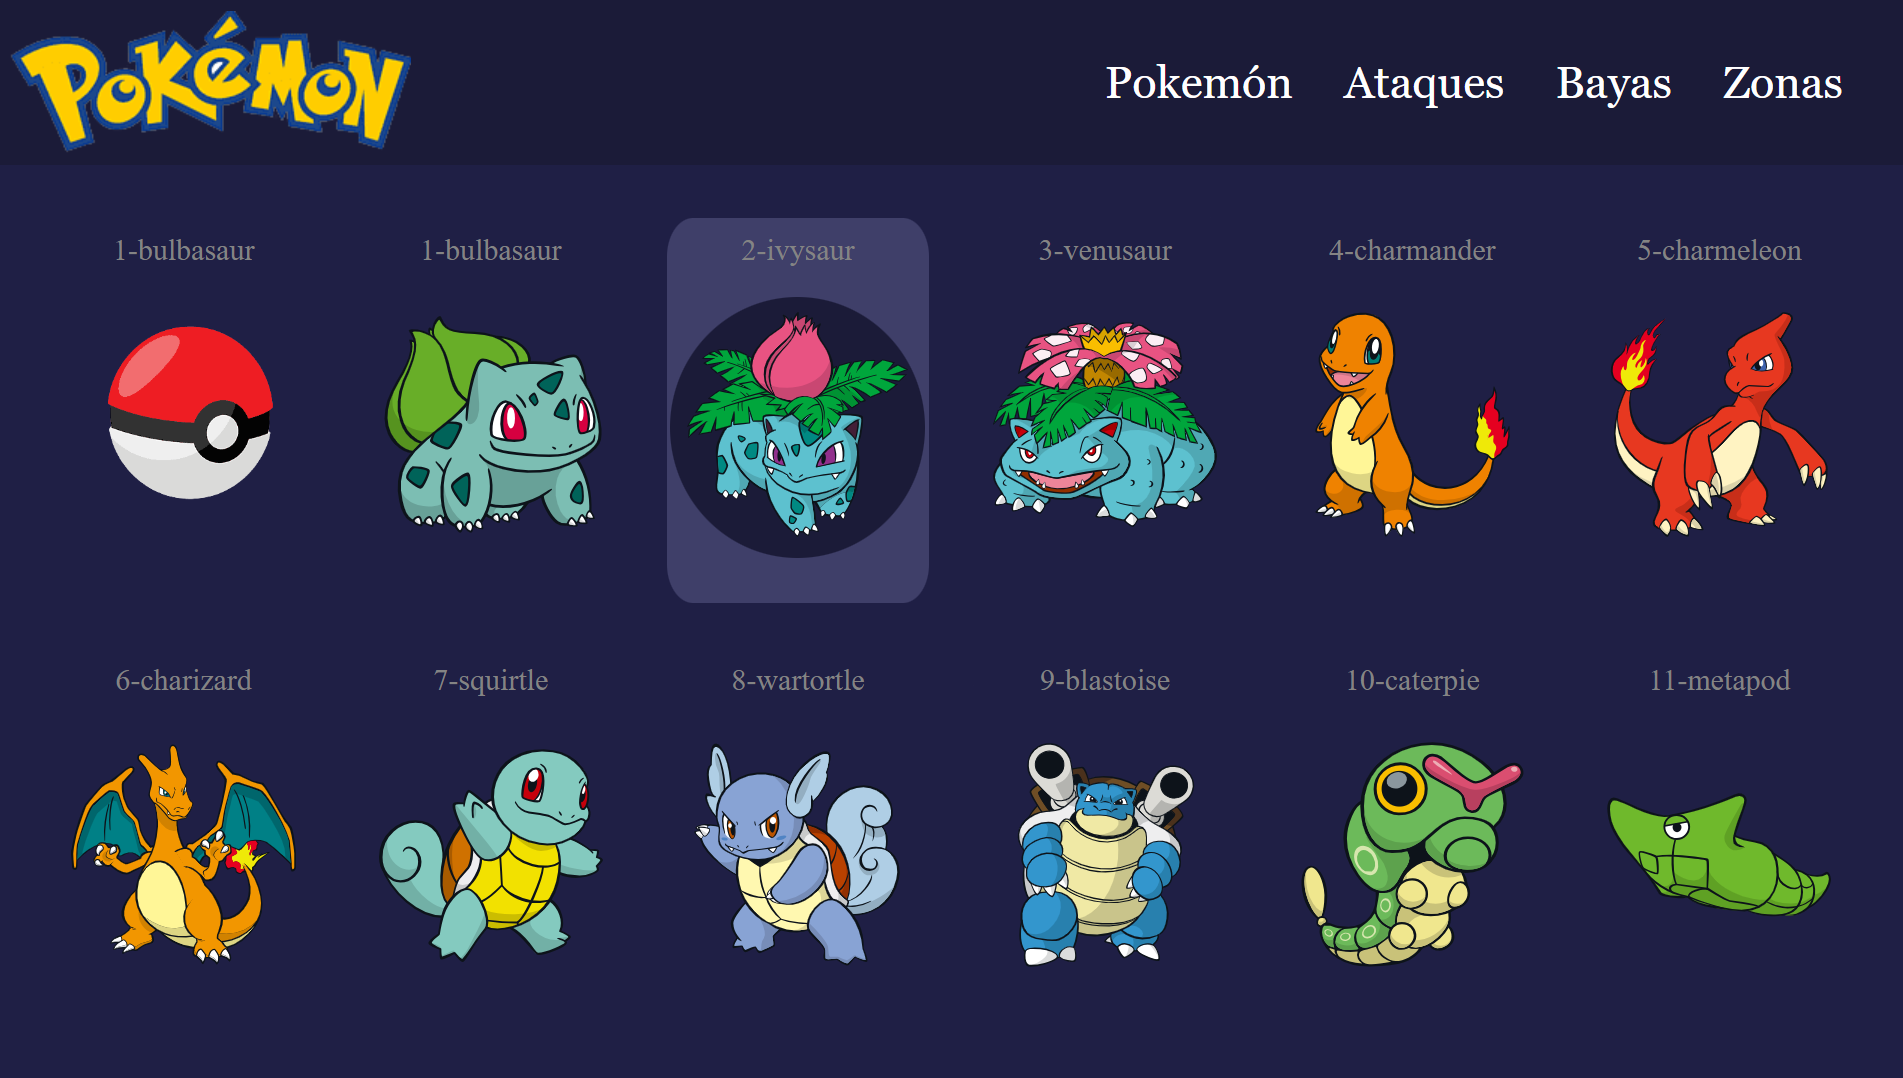 POKéMON
Pokemón Ataques Bayas Zonas
1-bulbasaur 1-bulbasaur 2-ivysaur 3-venusaur 4-charmander 5-charmeleon
6-charizard 7-squirtle 8-wartortle 9-blastoise 10-caterpie 11-metapod